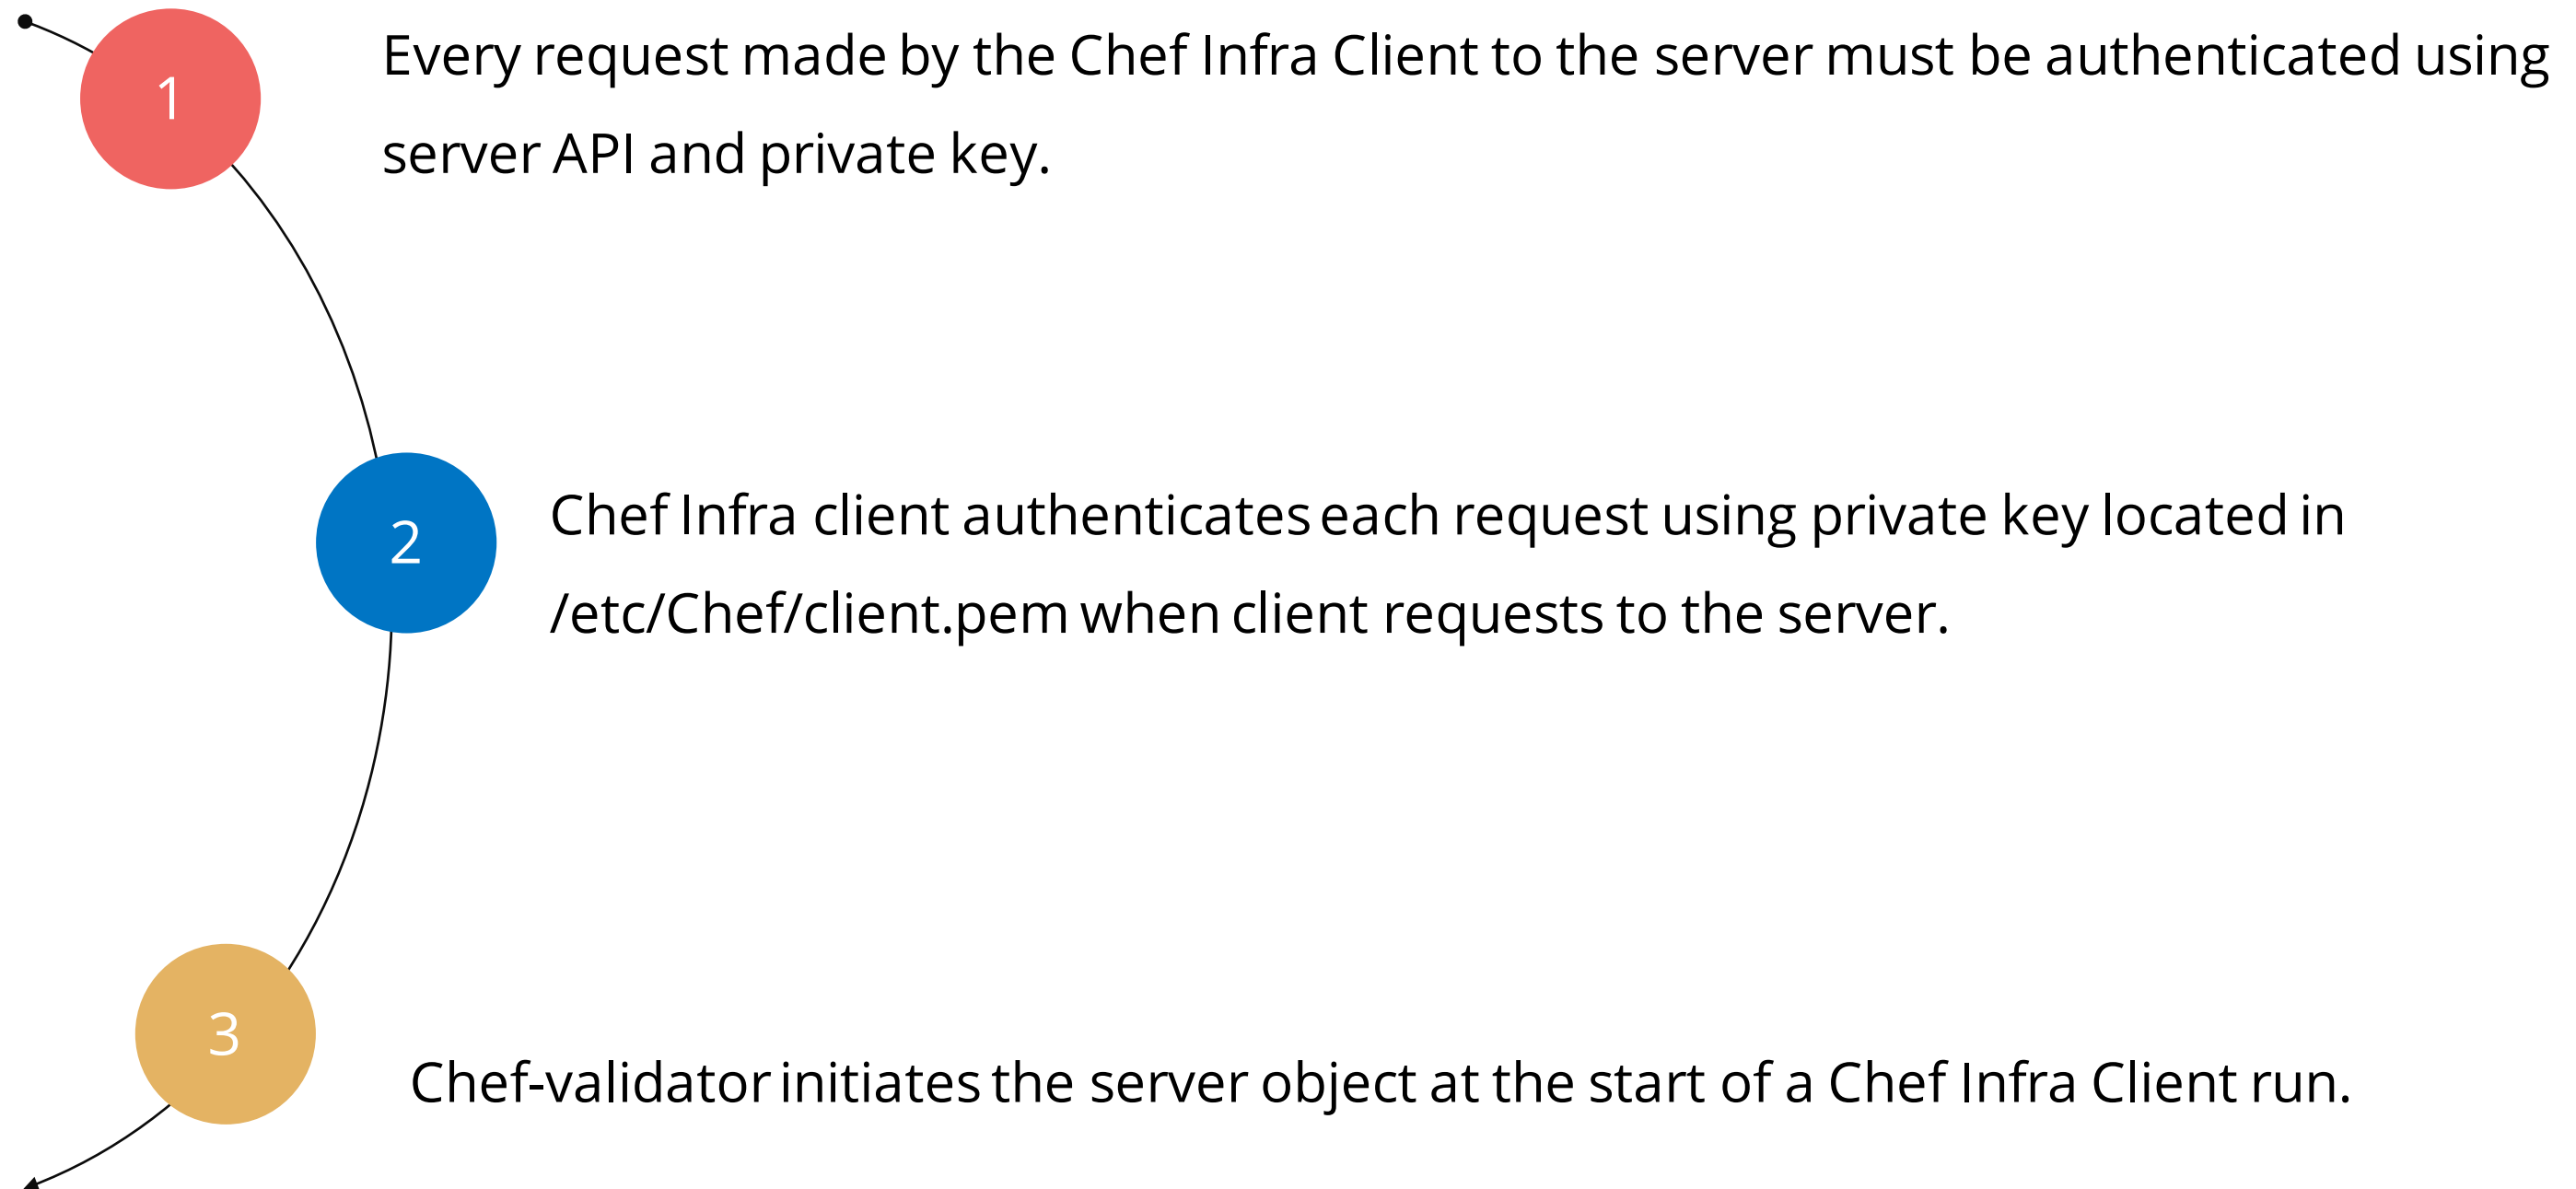 1
Every request made by the Chef Infra Client to the server must be authenticated using
server API and private key.
2
Chef Infra client authenticates each request using private key located in
/etc/Chef/client.pem when client requests to the server.
3
Chef-validator initiates the server object at the start of a Chef Infra Client run.